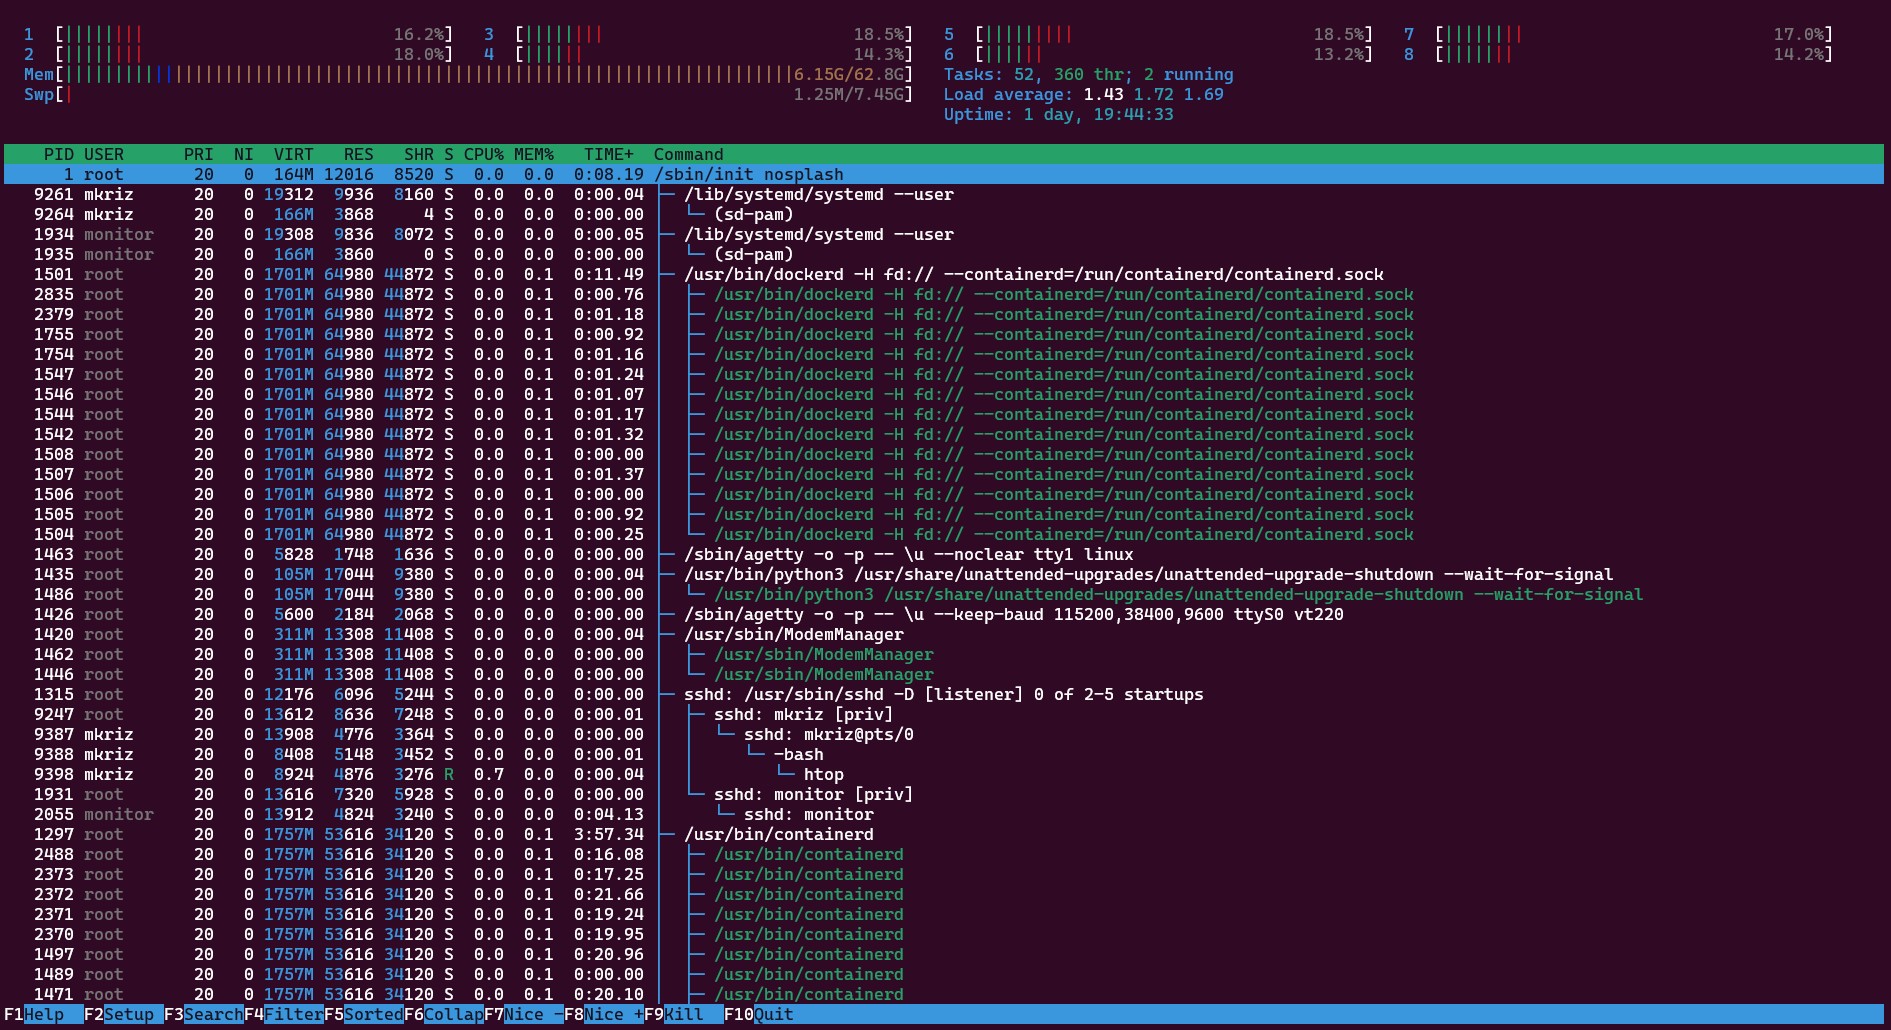 1 [||||||||| 16.2%] 3 [||||||||| 18.5%] 5 [|||||||||| 18.5%] 7 [||||||||| 17.0%]
2 [||||||||| 18.0%] 4 [||||||| 14.3%] 6 [||||||| 13.2%] 8 [|||||||| 14.2%]
Mem[||||||||||||||||||||||||||||||||||||||||||||||||||||||||||||||||||||||||||6.15G/62.8G] Tasks: 52, 360 thr; 2 running
Swp[| 1.25M/7.45G] Load average: 1.43 1.72 1.69
Uptime: 1 day, 19:44:33
PID USER PRI NI VIRT RES SHR S CPU% MEM% TIME+ Command
1 root 20 0 164M 12016 8520 S 0.0 0.0 0:08.19 /sbin/init nosplash
9261 mkriz 20 0 19312 9936 8160 S 0.0 0.0 0:00.04 ├─ /lib/systemd/systemd --user
9264 mkriz 20 0 166M 3868 4 S 0.0 0.0 0:00.00 │ └─ (sd-pam)
1934 monitor 20 0 19308 9836 8072 S 0.0 0.0 0:00.05 ├─ /lib/systemd/systemd --user
1935 monitor 20 0 166M 3860 0 S 0.0 0.0 0:00.00 │ └─ (sd-pam)
1501 root 20 0 1701M 64980 44872 S 0.0 0.1 0:11.49 ├─ /usr/bin/dockerd -H fd:// --containerd=/run/containerd/containerd.sock
2835 root 20 0 1701M 64980 44872 S 0.0 0.1 0:00.76 │ ├─ /usr/bin/dockerd -H fd:// --containerd=/run/containerd/containerd.sock
2379 root 20 0 1701M 64980 44872 S 0.0 0.1 0:01.18 │ ├─ /usr/bin/dockerd -H fd:// --containerd=/run/containerd/containerd.sock
1755 root 20 0 1701M 64980 44872 S 0.0 0.1 0:00.92 │ ├─ /usr/bin/dockerd -H fd:// --containerd=/run/containerd/containerd.sock
1754 root 20 0 1701M 64980 44872 S 0.0 0.1 0:01.16 │ ├─ /usr/bin/dockerd -H fd:// --containerd=/run/containerd/containerd.sock
1547 root 20 0 1701M 64980 44872 S 0.0 0.1 0:01.24 │ ├─ /usr/bin/dockerd -H fd:// --containerd=/run/containerd/containerd.sock
1546 root 20 0 1701M 64980 44872 S 0.0 0.1 0:01.07 │ ├─ /usr/bin/dockerd -H fd:// --containerd=/run/containerd/containerd.sock
1544 root 20 0 1701M 64980 44872 S 0.0 0.1 0:01.17 │ ├─ /usr/bin/dockerd -H fd:// --containerd=/run/containerd/containerd.sock
1542 root 20 0 1701M 64980 44872 S 0.0 0.1 0:01.32 │ ├─ /usr/bin/dockerd -H fd:// --containerd=/run/containerd/containerd.sock
1508 root 20 0 1701M 64980 44872 S 0.0 0.1 0:00.00 │ ├─ /usr/bin/dockerd -H fd:// --containerd=/run/containerd/containerd.sock
1507 root 20 0 1701M 64980 44872 S 0.0 0.1 0:01.37 │ ├─ /usr/bin/dockerd -H fd:// --containerd=/run/containerd/containerd.sock
1506 root 20 0 1701M 64980 44872 S 0.0 0.1 0:00.00 │ ├─ /usr/bin/dockerd -H fd:// --containerd=/run/containerd/containerd.sock
1505 root 20 0 1701M 64980 44872 S 0.0 0.1 0:00.92 │ ├─ /usr/bin/dockerd -H fd:// --containerd=/run/containerd/containerd.sock
1504 root 20 0 1701M 64980 44872 S 0.0 0.1 0:00.25 │ └─ /usr/bin/dockerd -H fd:// --containerd=/run/containerd/containerd.sock
1463 root 20 0 5828 1748 1636 S 0.0 0.0 0:00.00 ├─ /sbin/agetty -o -p -- \u --noclear tty1 linux
1435 root 20 0 105M 17044 9380 S 0.0 0.0 0:00.04 ├─ /usr/bin/python3 /usr/share/unattended-upgrades/unattended-upgrade-shutdown --wait-for-signal
1486 root 20 0 105M 17044 9380 S 0.0 0.0 0:00.00 │ └─ /usr/bin/python3 /usr/share/unattended-upgrades/unattended-upgrade-shutdown --wait-for-signal
1426 root 20 0 5600 2184 2068 S 0.0 0.0 0:00.00 ├─ /sbin/agetty -o -p -- \u --keep-baud 115200,38400,9600 ttyS0 vt220
1420 root 20 0 311M 13308 11408 S 0.0 0.0 0:00.04 ├─ /usr/sbin/ModemManager
1462 root 20 0 311M 13308 11408 S 0.0 0.0 0:00.00 │ ├─ /usr/sbin/ModemManager
1446 root 20 0 311M 13308 11408 S 0.0 0.0 0:00.00 │ └─ /usr/sbin/ModemManager
1315 root 20 0 12176 6096 5244 S 0.0 0.0 0:00.00 ├─ sshd: /usr/sbin/sshd -D [listener] 0 of 2-5 startups
9247 root 20 0 13612 8636 7248 S 0.0 0.0 0:00.01 │ ├─ sshd: mkriz [priv]
9387 mkriz 20 0 13908 4776 3364 S 0.0 0.0 0:00.00 │ │ └─ sshd: mkriz@pts/0
9388 mkriz 20 0 8408 5148 3452 S 0.0 0.0 0:00.01 │ │ └─ -bash
9398 mkriz 20 0 8924 4876 3276 R 0.7 0.0 0:00.04 │ │ └─ htop
1931 root 20 0 13616 7320 5928 S 0.0 0.0 0:00.00 │ └─ sshd: monitor [priv]
2055 monitor 20 0 13912 4824 3240 S 0.0 0.0 0:04.13 │ └─ sshd: monitor
1297 root 20 0 1757M 53616 34120 S 0.0 0.1 3:57.34 ├─ /usr/bin/containerd
2488 root 20 0 1757M 53616 34120 S 0.0 0.1 0:16.08 │ ├─ /usr/bin/containerd
2373 root 20 0 1757M 53616 34120 S 0.0 0.1 0:17.25 │ ├─ /usr/bin/containerd
2372 root 20 0 1757M 53616 34120 S 0.0 0.1 0:21.66 │ ├─ /usr/bin/containerd
2371 root 20 0 1757M 53616 34120 S 0.0 0.1 0:19.24 │ ├─ /usr/bin/containerd
2370 root 20 0 1757M 53616 34120 S 0.0 0.1 0:19.95 │ ├─ /usr/bin/containerd
1497 root 20 0 1757M 53616 34120 S 0.0 0.1 0:20.96 │ ├─ /usr/bin/containerd
1489 root 20 0 1757M 53616 34120 S 0.0 0.1 0:00.00 │ ├─ /usr/bin/containerd
1471 root 20 0 1757M 53616 34120 S 0.0 0.1 0:20.10 │ ├─ /usr/bin/containerd
F1Help F2Setup F3SearchF4FilterF5SortedF6CollapF7Nice -F8Nice +F9Kill F10Quit